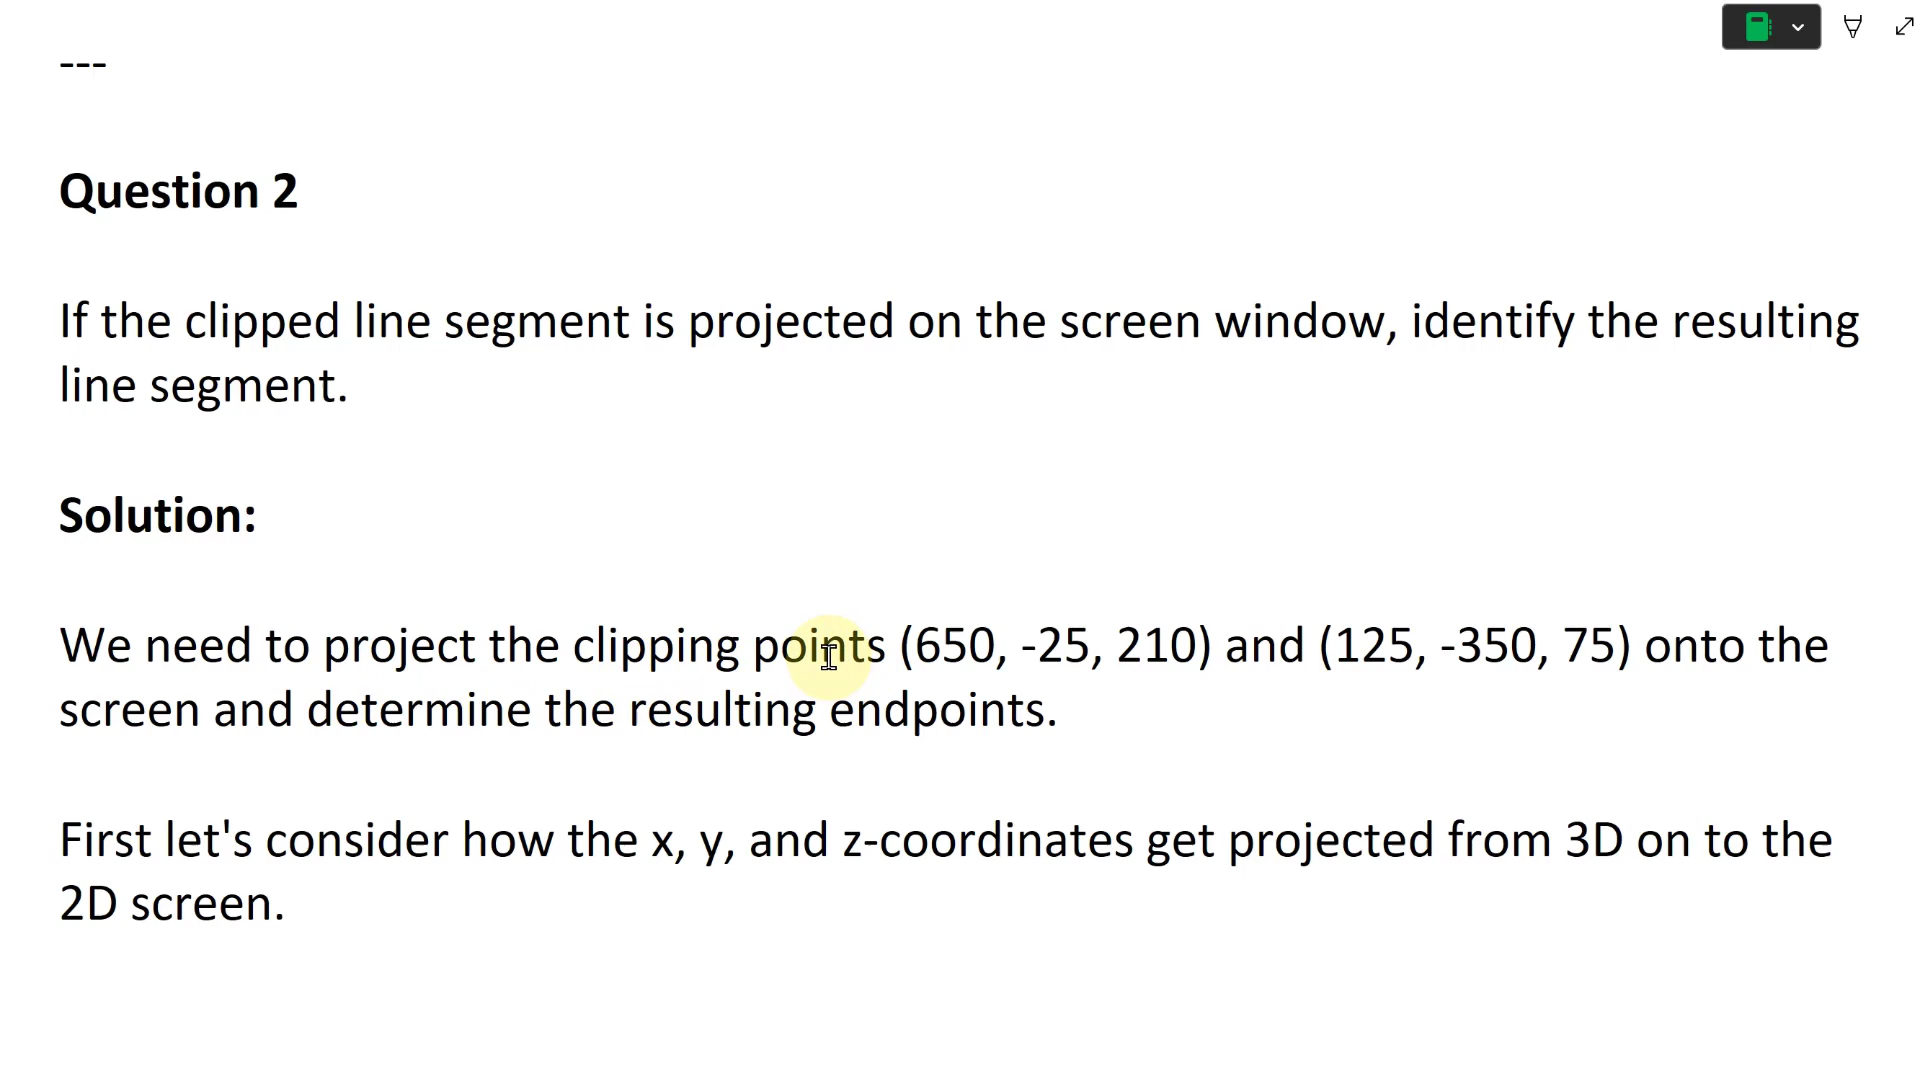 ---
Question 2
If the clipped line segment is projected on the screen window, identify the resulting
line segment.
Solution:
We need to project the clipping points (650, -25, 210) and (125, -350, 75) onto the
screen and determine the resulting endpoints.
First let's consider how the x, y, and z-coordinates get projected from 3D on to the
2D screen.